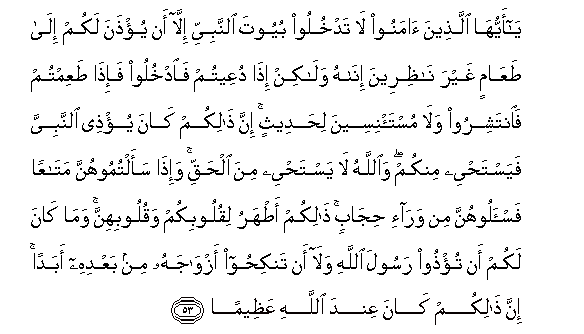 يَـٰٓأَيُّهَا ٱلَّذِينَ ءَامَنُوا۟ لَا تَدْخُلُوا۟ بُيُوتَ ٱلنَّبِىِّ إِلَّآ أَن يُؤْذَنَ لَكُمْ إِلَىٰ
طَعَامٍ غَيْرَ نَـٰظِرِينَ إِنَىٰهُ وَلَـٰكِنْ إِذَا دُعِيتُمْ فَٱدْخُلُوا۟ فَإِذَا طَعِمْتُمْ
فَٱنتَشِرُوا۟ وَلَا مُسْتَـْٔنِسِينَ لِحَدِيثٍ ۚ إِنَّ ذَٰلِكُمْ كَانَ يُؤْذِى ٱلنَّبِىَّ
فَيَسْتَحْىِۦ مِنكُمْ ۖ وَٱللَّهُ لَا يَسْتَحْىِۦ مِنَ ٱلْحَقِّ ۚ وَإِذَا سَأَلْتُمُوهُنَّ مَتَـٰعًا
فَسْـَٔلُوهُنَّ مِن وَرَآءِ حِجَابٍ ۚ ذَٰلِكُمْ أَطْهَرُ لِقُلُوبِكُمْ وَقُلُوبِهِنَّ ۚ وَمَا كَانَ
لَكُمْ أَن تُؤْذُوا۟ رَسُولَ ٱللَّهِ وَلَآ أَن تَنكِحُوٓا۟ أَزْوَٰجَهُۥ مِنۢ بَعْدِهِۦٓ أَبَدًا ۚ
إِنَّ ذَٰلِكُمْ كَانَ عِندَ ٱللَّهِ عَظِيمًا ٥٣